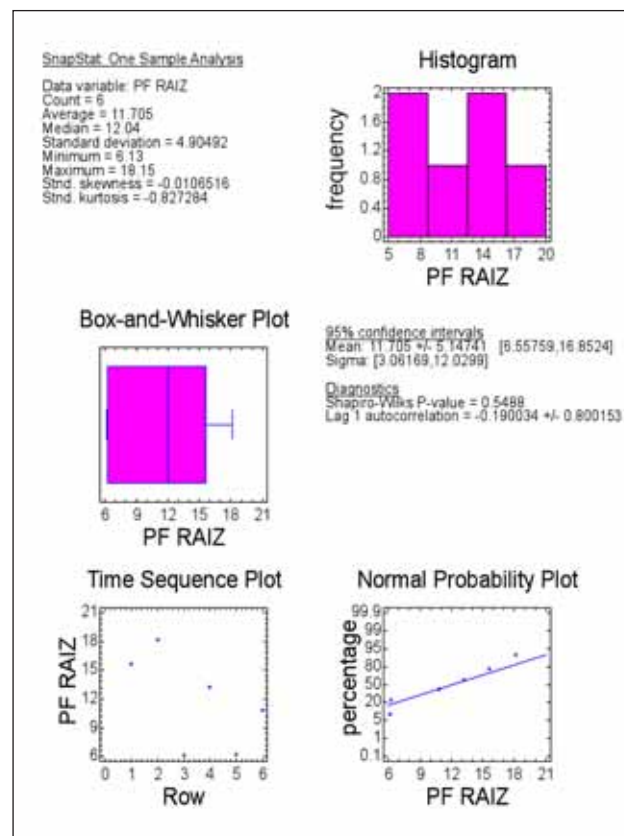 SnapStat: One Sample Analysis
Data variable: PF RAIZ
Count = 6
Average = 11.705
Median = 12.04
Standard deviation = 4.90492
Minimum = 6.13
Maximum = 18.15
Stnd. skewness = -0.0106516
Stnd. kurtosis = -0.827284
Histogram
frequency
2
1.6
1.2
0.8
0.4
0
5 8 11 14 17 20
PF RAIZ
Box-and-Whisker Plot
6 9 12 15 18 21
PF RAIZ
95% confidence intervals
Mean: 11.705 +/- 5.14741 [6.55759,16.8524]
Sigma: [3.06169,12.0299]
Diagnostics
Shapiro-Wilks P-value = 0.5488
Lag 1 autocorrelation = -0.190034 +/- 0.800153
Time Sequence Plot
PF RAIZ
21
18
15
12
9
6
0 1 2 3 4 5 6
Row
Normal Probability Plot
percentage
99.9
99
95
80
50
20
5
1
0.1
6 9 12 15 18 21
PF RAIZ